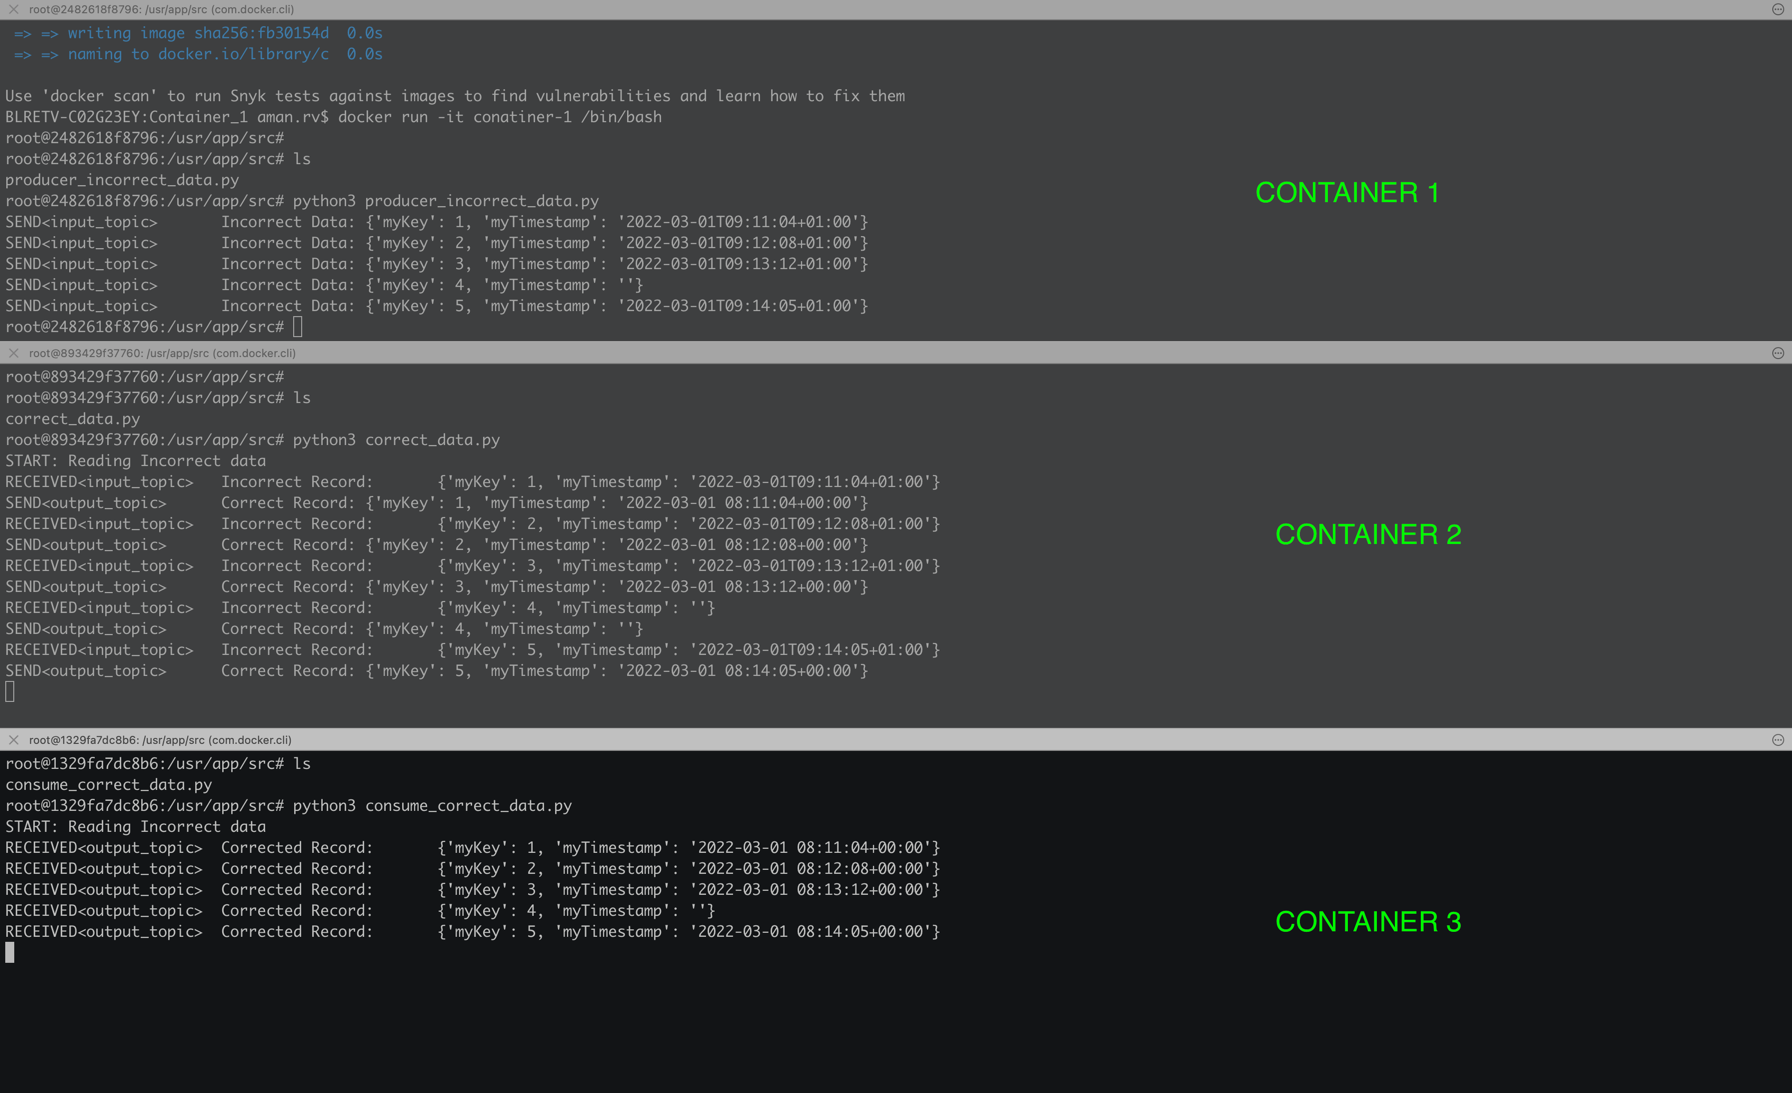 root@2482618f8796: /usr/app/src (com.docker.cli)
=> => writing image sha256:fb30154d  0.0s
=> => naming to docker.io/library/c  0.0s
Use 'docker scan' to run Snyk tests against images to find vulnerabilities and learn how to fix them
BLRETV-C02G23EY:Container_1 aman.rv$ docker run -it conatiner-1 /bin/bash
root@2482618f8796:/usr/app/src#
root@2482618f8796:/usr/app/src# ls
producer_incorrect_data.py
CONTAINER 1
root@2482618f8796:/usr/app/src# python3 producer_incorrect_data.py
SEND<input_topic>       Incorrect Data: {'myKey': 1, 'myTimestamp': '2022-03-01T09:11:04+01:00'}
SEND<input_topic>       Incorrect Data: {'myKey': 2, 'myTimestamp': '2022-03-01T09:12:08+01:00'}
SEND<input_topic>       Incorrect Data: {'myKey': 3, 'myTimestamp': '2022-03-01T09:13:12+01:00'}
SEND<input_topic>       Incorrect Data: {'myKey': 4, 'myTimestamp': ''}
SEND<input_topic>       Incorrect Data: {'myKey': 5, 'myTimestamp': '2022-03-01T09:14:05+01:00'}
root@2482618f8796:/usr/app/src#
root@893429f37760: /usr/app/src (com.docker.cli)
root@893429f37760:/usr/app/src#
root@893429f37760:/usr/app/src# ls
correct_data.py
root@893429f37760:/usr/app/src# python3 correct_data.py
START: Reading Incorrect data
RECEIVED<input_topic>   Incorrect Record:       {'myKey': 1, 'myTimestamp': '2022-03-01T09:11:04+01:00'}
SEND<output_topic>      Correct Record: {'myKey': 1, 'myTimestamp': '2022-03-01 08:11:04+00:00'}
RECEIVED<input_topic>   Incorrect Record:       {'myKey': 2, 'myTimestamp': '2022-03-01T09:12:08+01:00'}
CONTAINER 2
SEND<output_topic>      Correct Record: {'myKey': 2, 'myTimestamp': '2022-03-01 08:12:08+00:00'}
RECEIVED<input_topic>   Incorrect Record:       {'myKey': 3, 'myTimestamp': '2022-03-01T09:13:12+01:00'}
SEND<output_topic>      Correct Record: {'myKey': 3, 'myTimestamp': '2022-03-01 08:13:12+00:00'}
RECEIVED<input_topic>   Incorrect Record:       {'myKey': 4, 'myTimestamp': ''}
SEND<output_topic>      Correct Record: {'myKey': 4, 'myTimestamp': ''}
RECEIVED<input_topic>   Incorrect Record:       {'myKey': 5, 'myTimestamp': '2022-03-01T09:14:05+01:00'}
SEND<output_topic>      Correct Record: {'myKey': 5, 'myTimestamp': '2022-03-01 08:14:05+00:00'}
root@1329fa7dc8b6: /usr/app/src (com.docker.cli)
root@1329fa7dc8b6:/usr/app/src# ls
consume_correct_data.py
root@1329fa7dc8b6:/usr/app/src# python3 consume_correct_data.py
START: Reading Incorrect data
RECEIVED<output_topic>  Corrected Record:       {'myKey': 1, 'myTimestamp': '2022-03-01 08:11:04+00:00'}
RECEIVED<output_topic>  Corrected Record:       {'myKey': 2, 'myTimestamp': '2022-03-01 08:12:08+00:00'}
RECEIVED<output_topic>  Corrected Record:       {'myKey': 3, 'myTimestamp': '2022-03-01 08:13:12+00:00'}
RECEIVED<output_topic>  Corrected Record:       {'myKey': 4, 'myTimestamp': ''}
CONTAINER 3
RECEIVED<output_topic>  Corrected Record:       {'myKey': 5, 'myTimestamp': '2022-03-01 08:14:05+00:00'}